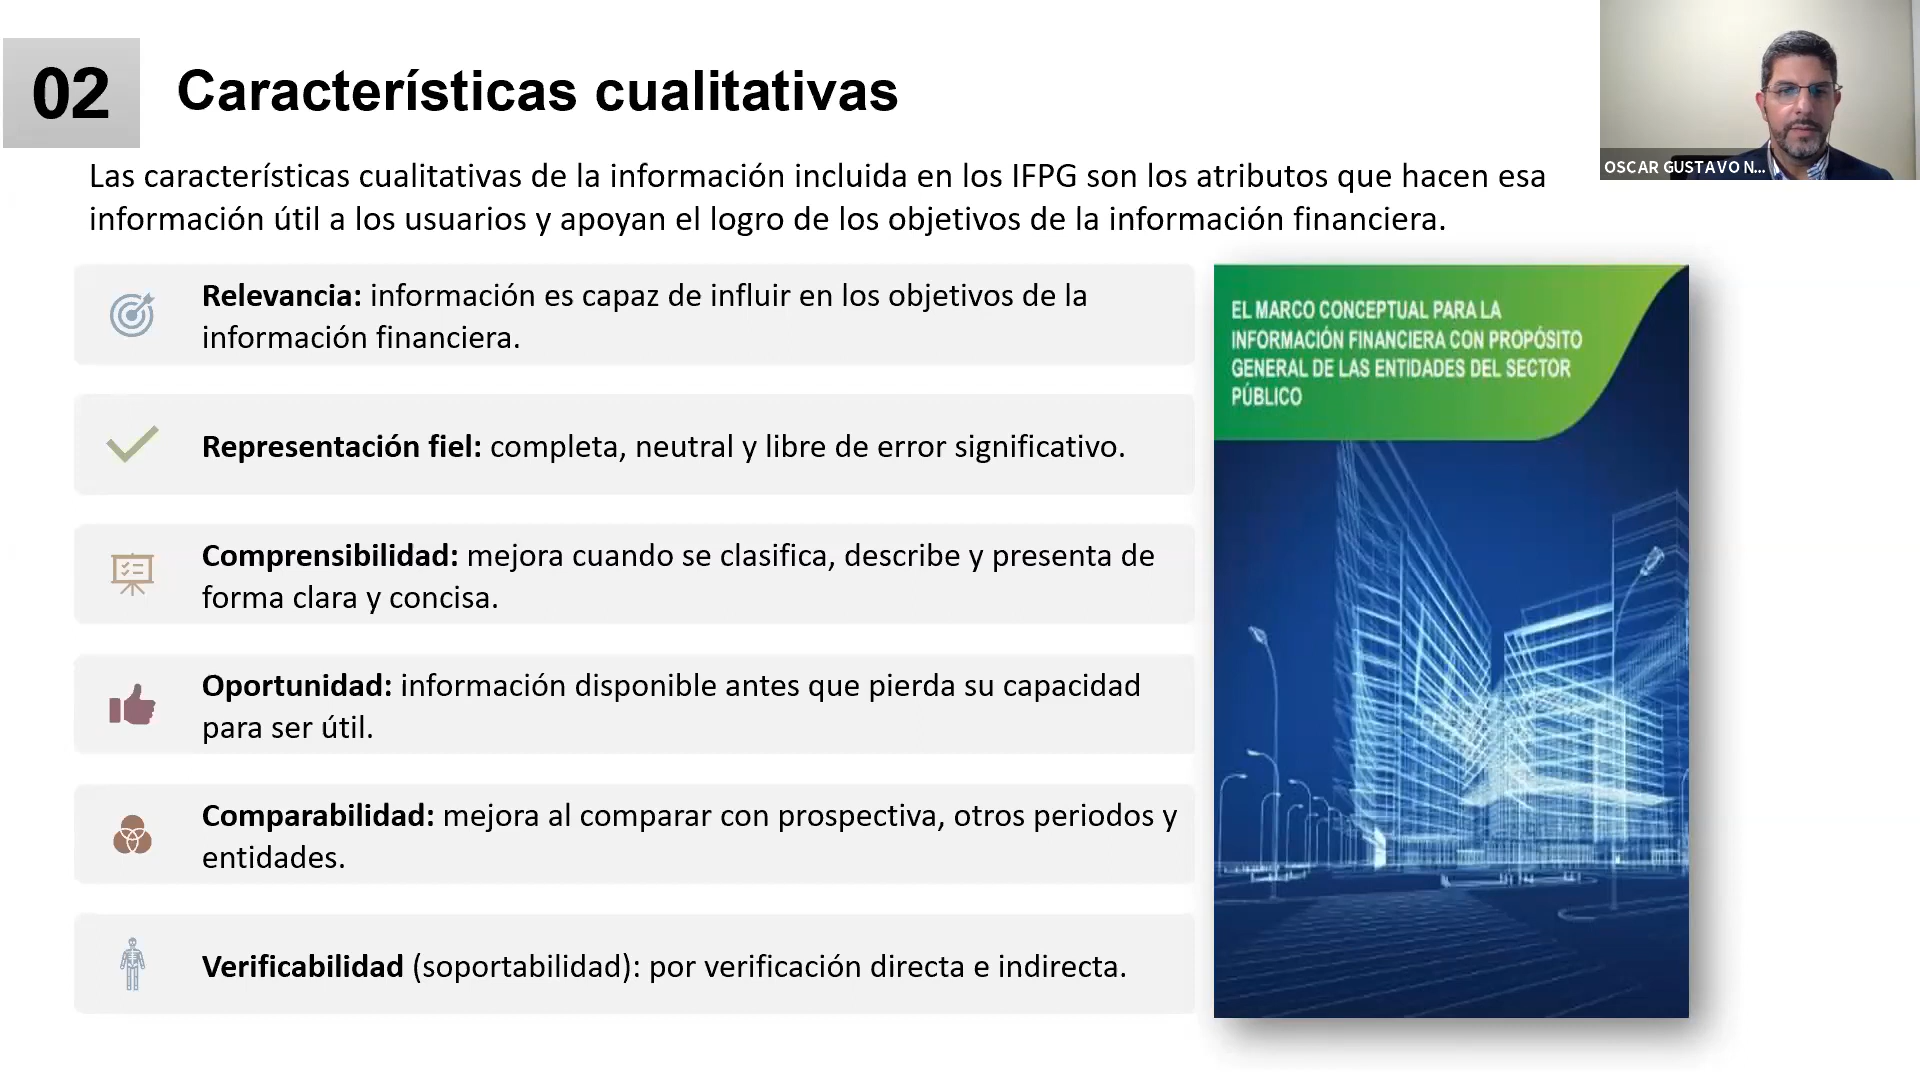 02
Características cualitativas
OSCAR GUSTAVO N...
Las características cualitativas de la información incluida en los IFPG son los atributos que hacen esa
información útil a los usuarios y apoyan el logro de los objetivos de la información financiera.
Relevancia: información es capaz de influir en los objetivos de la
información financiera.
Representación fiel: completa, neutral y libre de error significativo.
Comprensibilidad: mejora cuando se clasifica, describe y presenta de
forma clara y concisa.
Oportunidad: información disponible antes que pierda su capacidad
para ser útil.
Comparabilidad: mejora al comparar con prospectiva, otros periodos y
entidades.
Verificabilidad (soportabilidad): por verificación directa e indirecta.
EL MARCO CONCEPTUAL PARA LA
INFORMACIÓN FINANCIERA CON PROPÓSITO
GENERAL DE LAS ENTIDADES DEL SECTOR
PÚBLICO